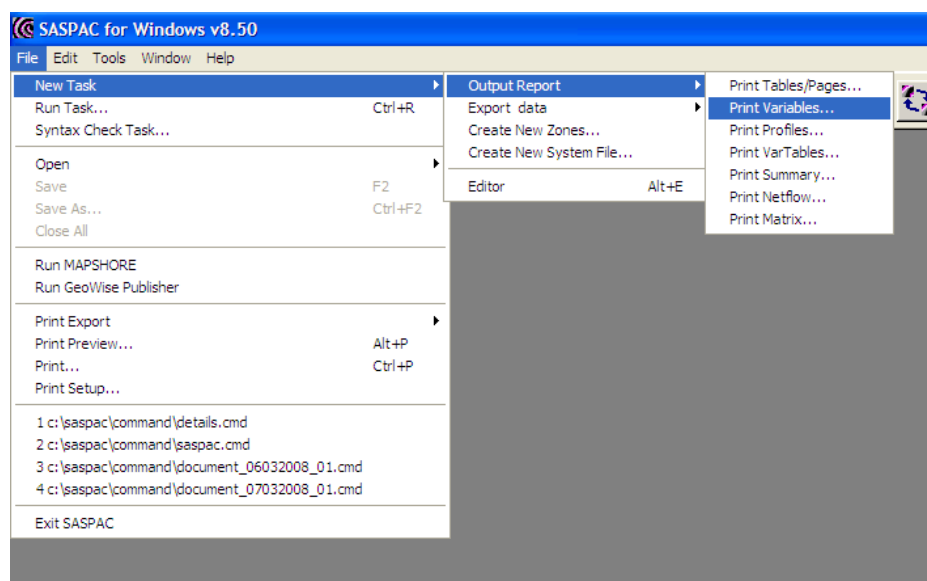 SASPAC for Windows v8.50
File Edit Tools Window Help
New Task
Run Task... Ctrl+R
Syntax Check Task...
Open
Save F2
Save As... Ctrl+F2
Close All
Run MAPSHORE
Run GeoWise Publisher
Print Export
Print Preview... Alt+P
Print... Ctrl+P
Print Setup...
1 c:\saspac\command\details.cmd
2 c:\saspac\command\saspac.cmd
3 c:\saspac\command\document_06032008_01.cmd
4 c:\saspac\command\document_07032008_01.cmd
Exit SASPAC
Output Report
Export data
Create New Zones...
Create New System File...
Editor Alt+E
Print Tables/Pages...
Print Variables...
Print Profiles...
Print VarTables...
Print Summary...
Print Netflow...
Print Matrix...